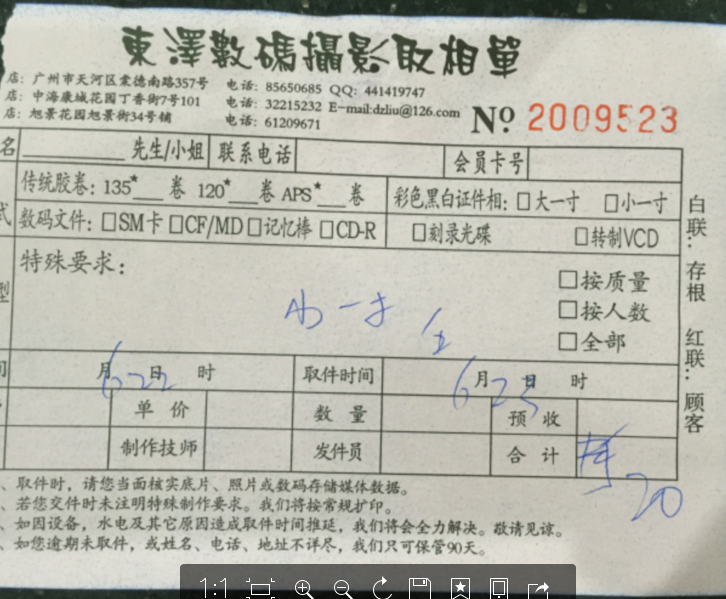 東澤數碼攝影取相單
店：广州市天河区棠德南路357号 电话：85650685 QQ: 441419747
店：中海康城花园丁香街7号101 电话：32215232 E-mail:dzliu@126.com
店：旭景花园旭景街34号铺 电话：61209671
Nº 2009523
名 先生/小姐 联系电话 会员卡号
传统胶卷：135* 卷 120* 卷 APS* 卷 彩色黑白证件相：□大一寸 □小一寸
式 数码文件：□SM卡 □CF/MD □记忆棒 □CD-R □刻录光碟 □转制VCD
型 特殊要求：
□按质量
□按人数
□全部
小一寸
间 6月22日 时 取件时间 6月23日 时
单价 数量 预收
制作技师 发件员 合计
20
、取件时，请您当面核实底片、照片或数码存储媒体数据。
、若您交件时未注明特殊制作要求。我们将按常规扩印。
、如因设备，水电及其它原因造成取件时间推延，我们将会全力解决。敬请见谅。
、如您逾期未取件，或姓名、电话、地址不详尽，我们只可保管90天。
白联：存根 红联：顾客
1:1